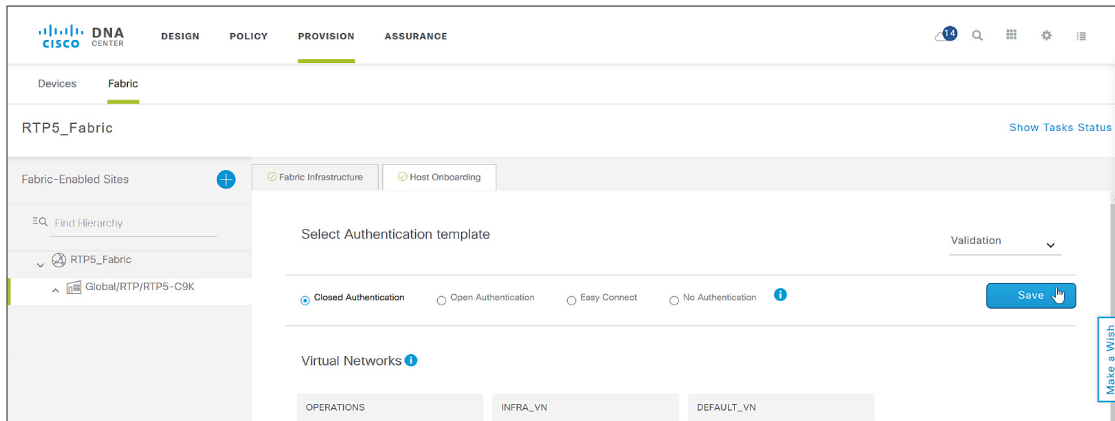 CISCO DNA CENTER DESIGN POLICY PROVISION ASSURANCE 14
Devices Fabric
RTP5_Fabric Show Tasks Status
Fabric-Enabled Sites Fabric Infrastructure Host Onboarding
Find Hierarchy
Select Authentication template
Validation
RTP5_Fabric
Global/RTP/RTP5-C9K
Closed Authentication Open Authentication Easy Connect No Authentication Save
Make a Wish
Virtual Networks
OPERATIONS INFRA_VN DEFAULT_VN